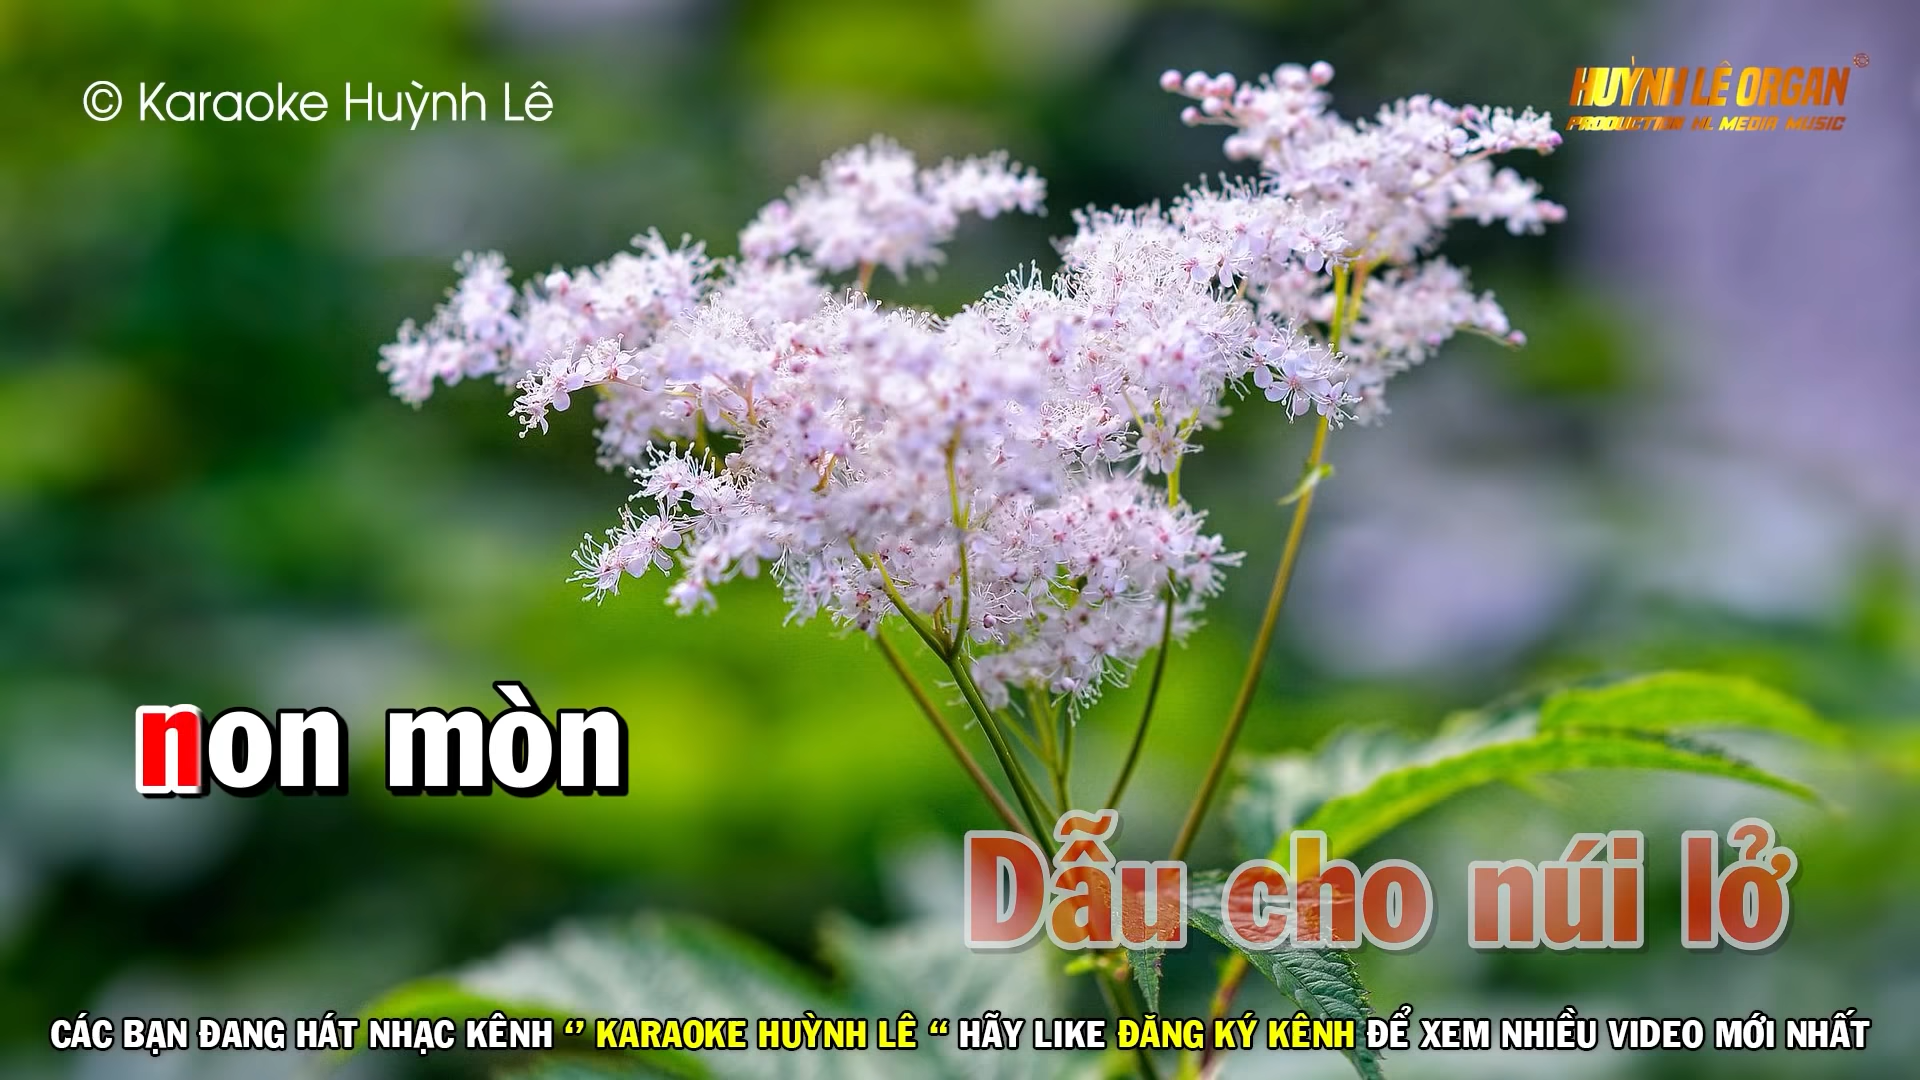 © Karaoke Huỳnh Lê
HUỲNH LÊ ORGAN
PRODUCTION HL MEDIA MUSIC
non mòn
Dẫu cho núi lở
CÁC BẠN ĐANG HÁT NHẠC KÊNH ‘’ KARAOKE HUỲNH LÊ “ HÃY LIKE ĐĂNG KÝ KÊNH ĐỂ XEM NHIỀU VIDEO MỚI NHẤT